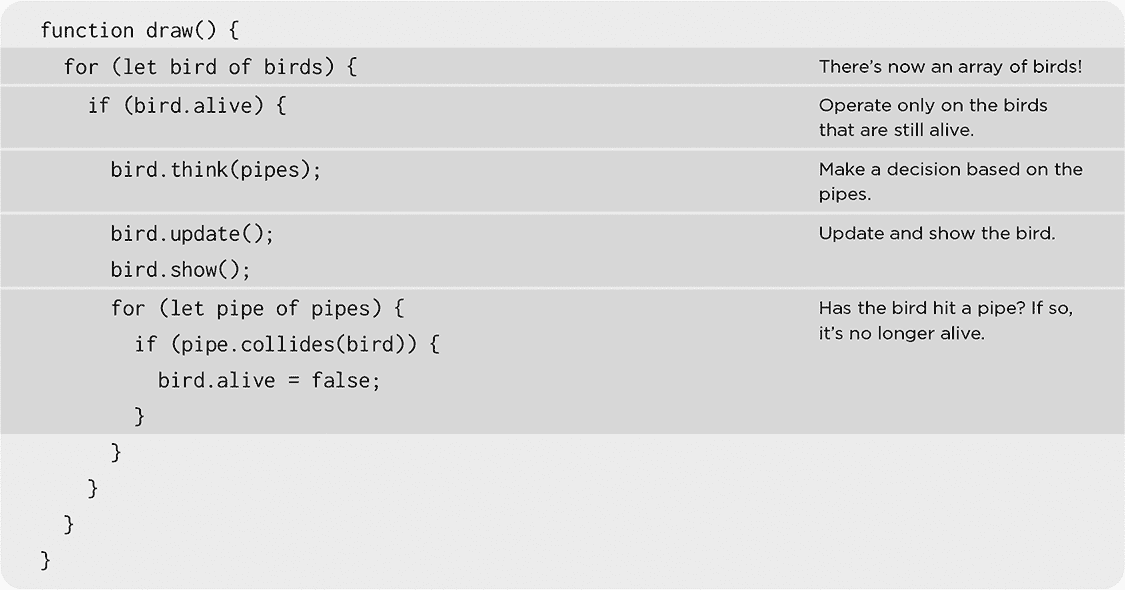 function draw() {
  for (let bird of birds) {
There’s now an array of birds!
    if (bird.alive) {
Operate only on the birds
that are still alive.
      bird.think(pipes);
Make a decision based on the
pipes.
      bird.update();
Update and show the bird.
      bird.show();
      for (let pipe of pipes) {
Has the bird hit a pipe? If so,
it’s no longer alive.
        if (pipe.collides(bird)) {
          bird.alive = false;
        }
      }
    }
  }
}